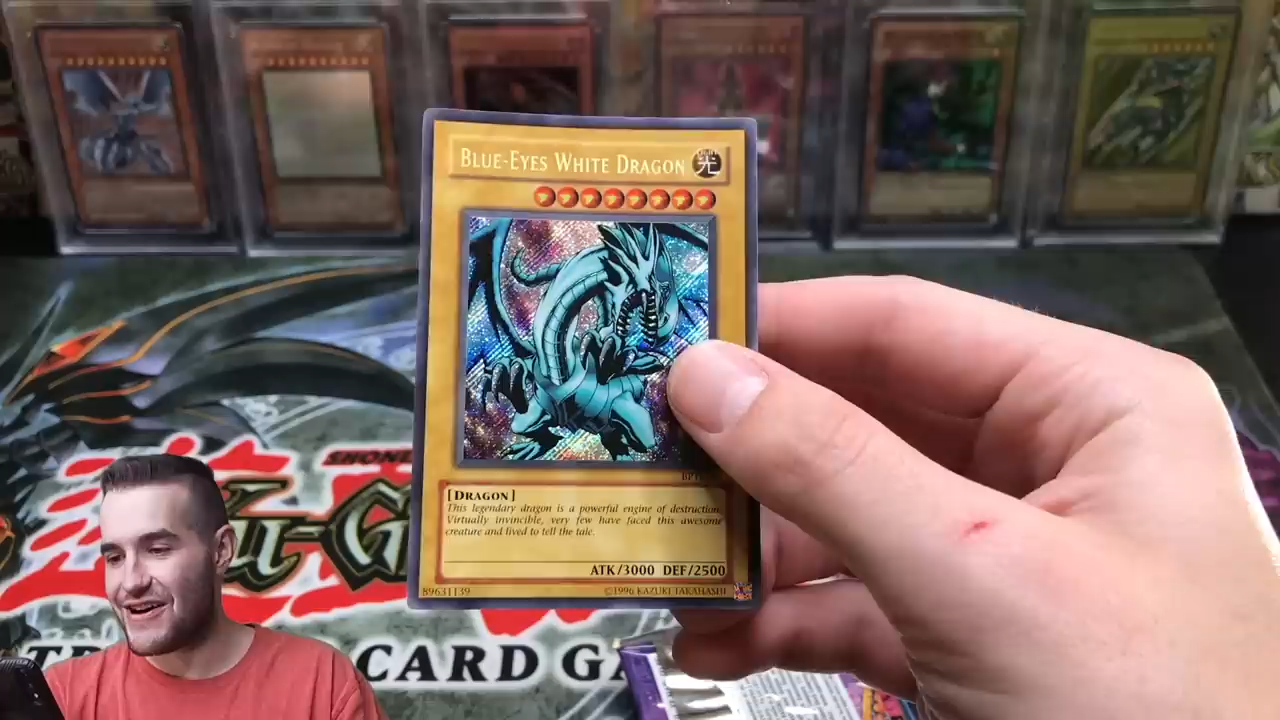 BLUE-EYES WHITE DRAGON
LIGHT
光
[DRAGON]
This legendary dragon is a powerful engine of destruction.
Virtually invincible, very few have faced this awesome
creature and lived to tell the tale.
ATK/3000 DEF/2500
89631139
©1996 KAZUKI TAKAHASHI
SHONE
CARD GA